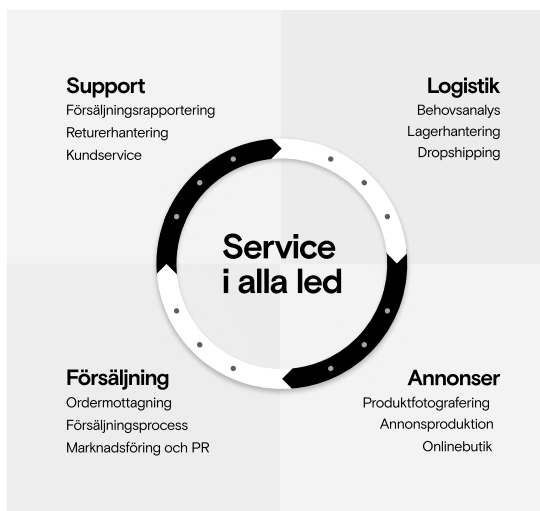 Support
Försäljningsrapportering
Returerhantering
Kundservice
Logistik
Behovsanalys
Lagerhantering
Dropshipping
Service
i alla led
Försäljning
Ordermottagning
Försäljningsprocess
Marknadsföring och PR
Annonser
Produktfotografering
Annonsproduktion
Onlinebutik